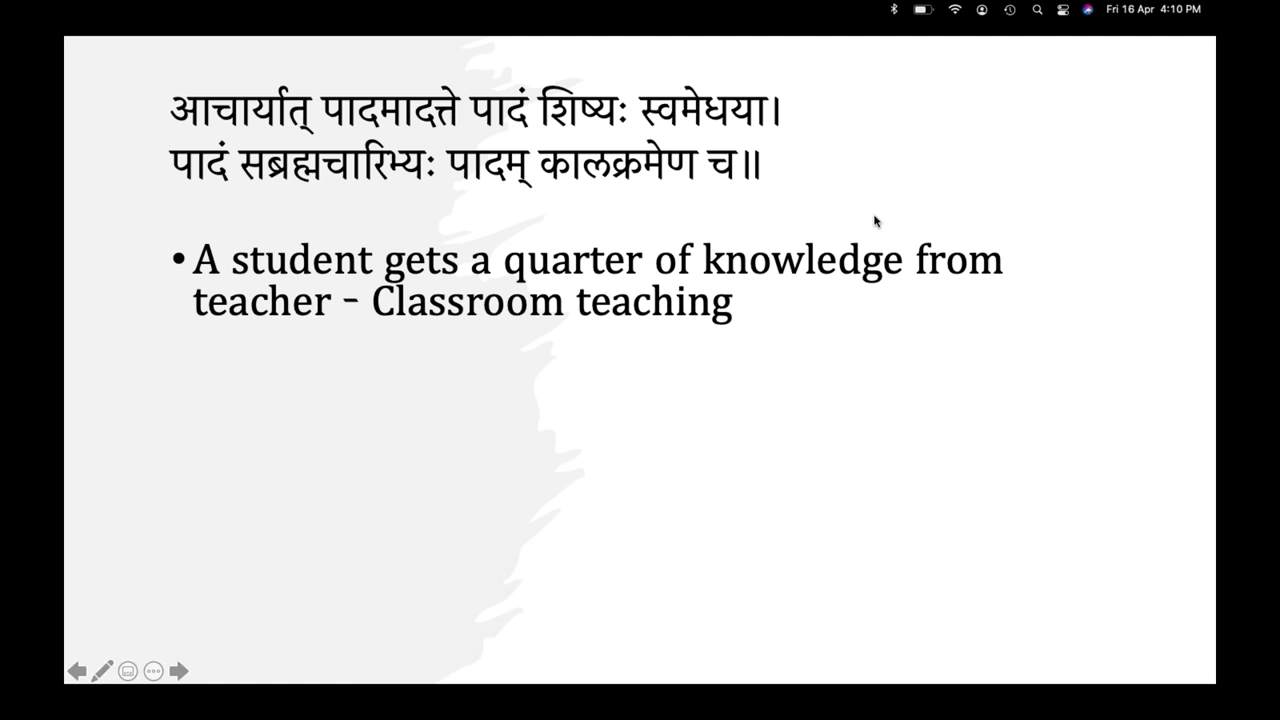 Fri 16 Apr 4:10 PM
आचार्यात् पादमादत्ते पादं शिष्यः स्वमेधया।
पादं सब्रह्मचारिभ्यः पादम् कालक्रमेण च॥
•A student gets a quarter of knowledge from
teacher - Classroom teaching